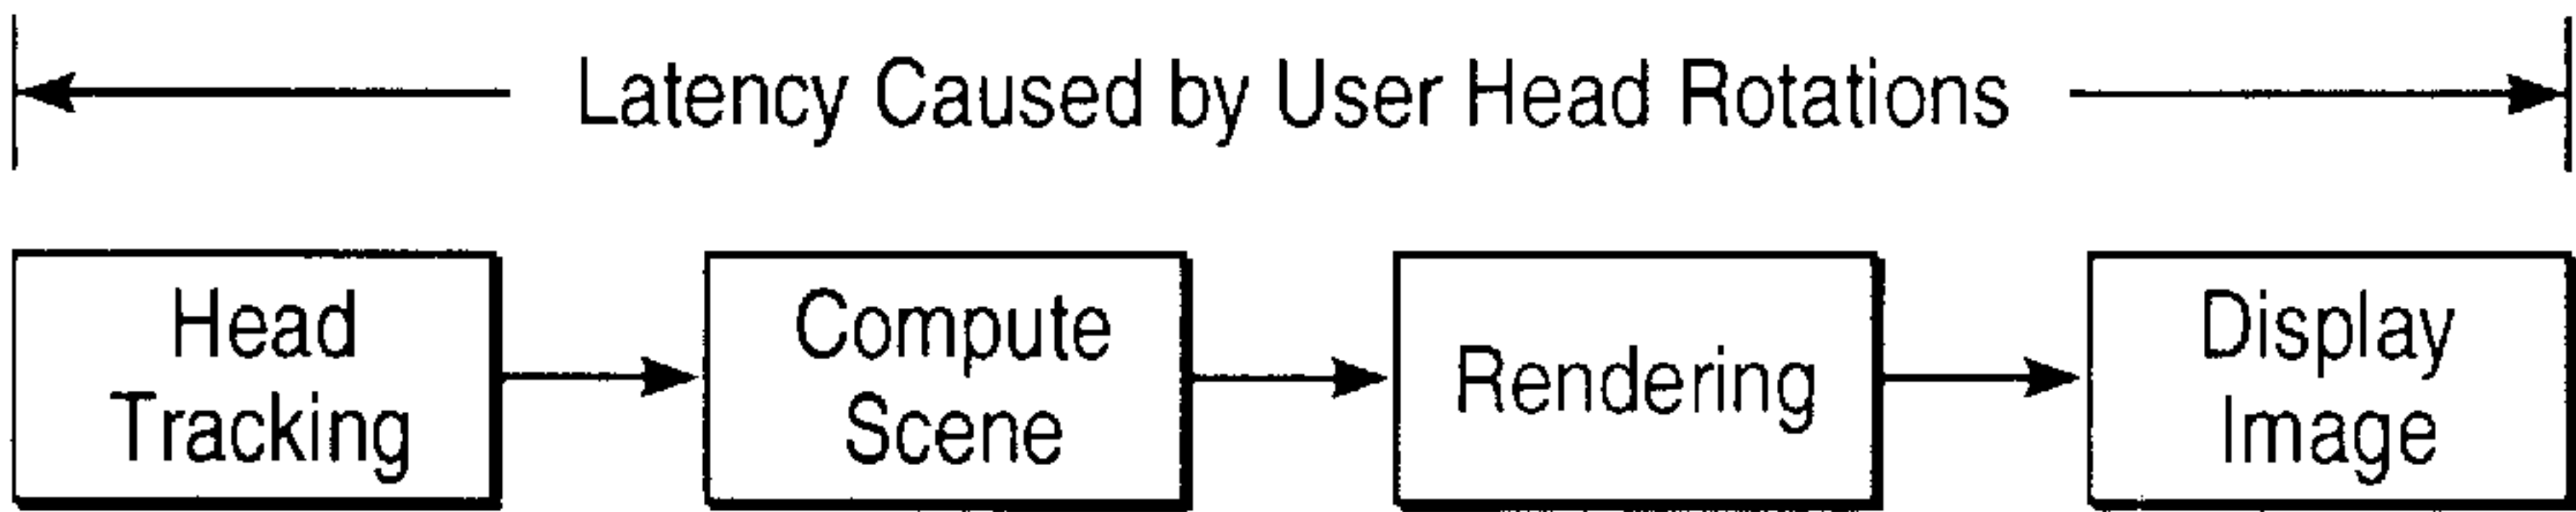 Latency Caused by User Head Rotations
Head
Tracking
Compute
Scene
Rendering
Display
Image